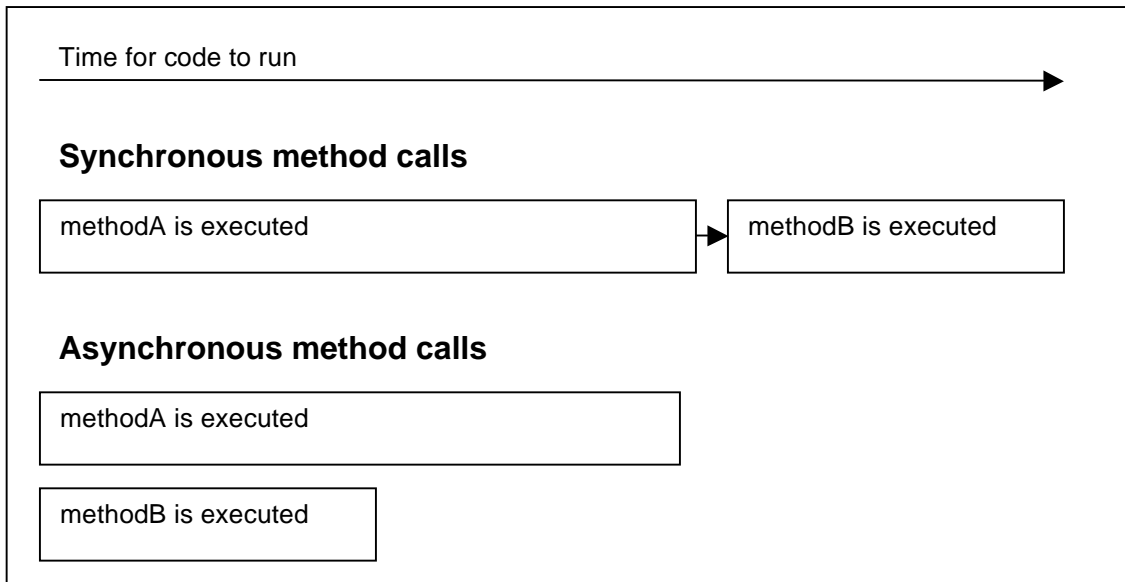 Time for code to run
Synchronous method calls
methodA is executed
methodB is executed
Asynchronous method calls
methodA is executed
methodB is executed